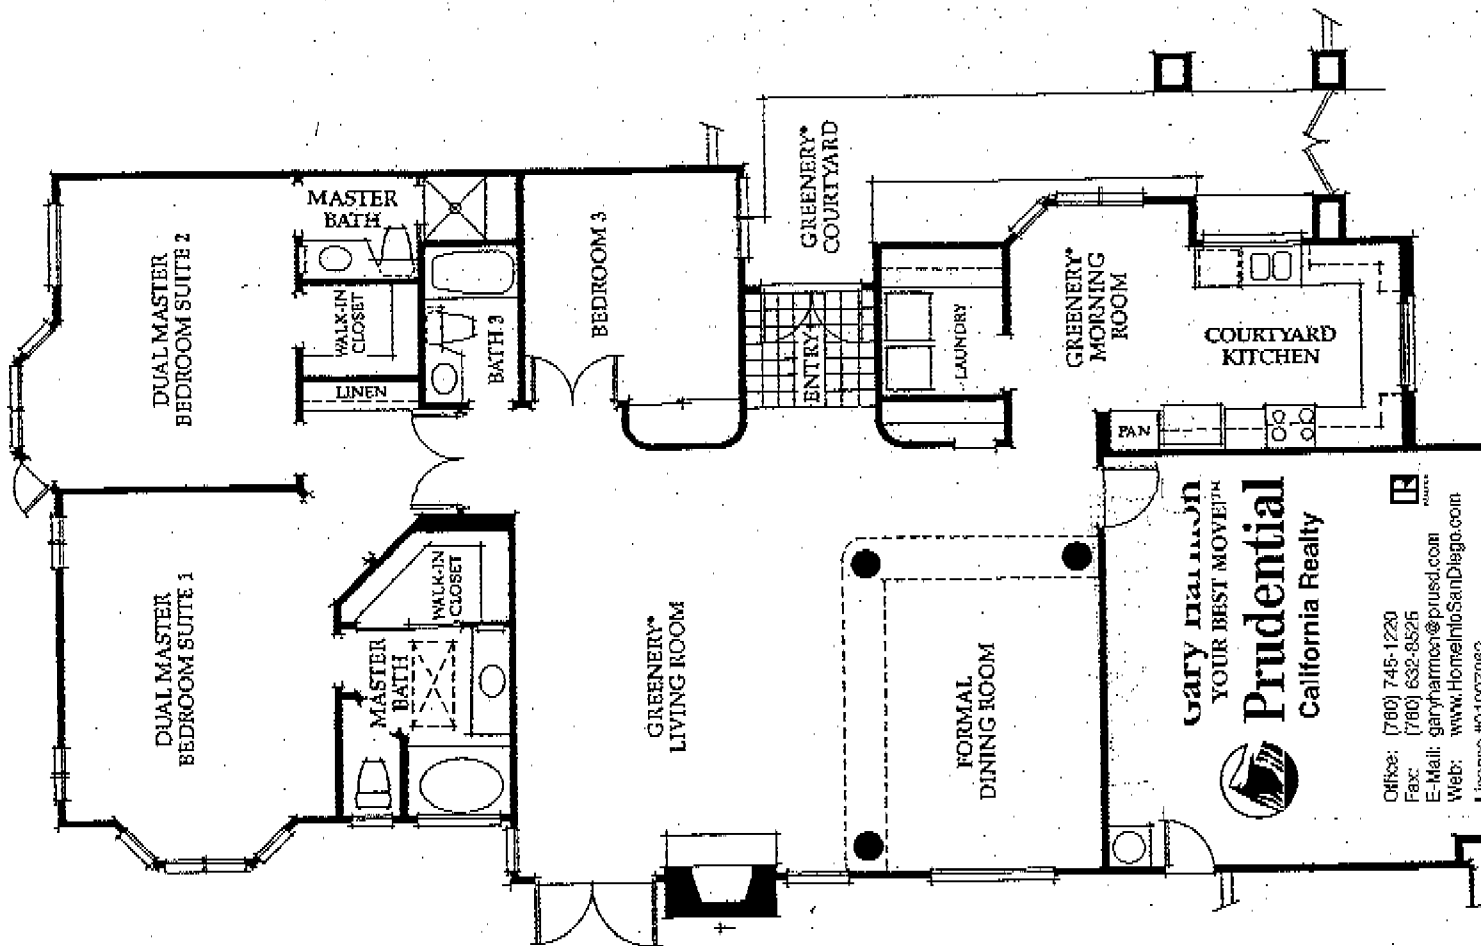 DUAL MASTER
BEDROOM SUITE 2
MASTER
BATH
WALK-IN
CLOSET
LINEN
BATH 3
BEDROOM 3
GREENERY*
COURTYARD
ENTRY
LAUNDRY
GREENERY*
MORNING
ROOM
COURTYARD
KITCHEN
PAN
DUAL MASTER
BEDROOM SUITE 1
MASTER
BATH
WALK-IN
CLOSET
GREENERY*
LIVING ROOM
FORMAL
DINING ROOM
Gary
YOUR BEST MOVE!™
Prudential
California Realty
Office: (760) 745-1220
Fax: (760) 632-8526
E-Mail: garyharmon@prusd.com
Web: www.HomeInfoSanDiego.com